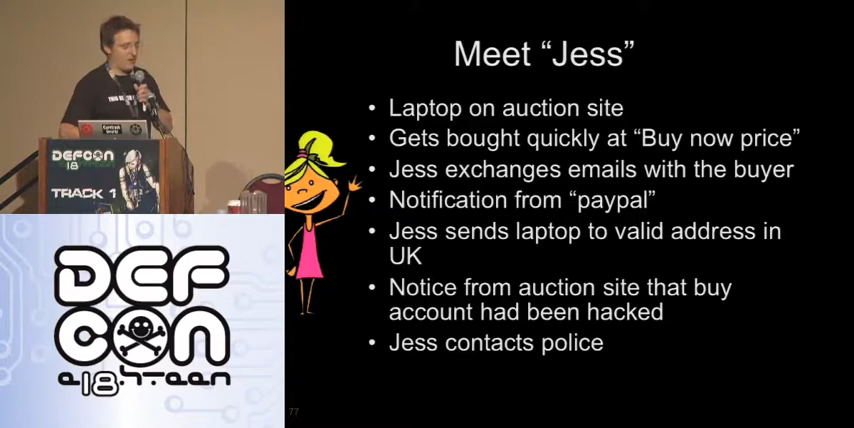 Meet “Jess”
• Laptop on auction site
• Gets bought quickly at “Buy now price”
• Jess exchanges emails with the buyer
• Notification from “paypal”
• Jess sends laptop to valid address in
UK
• Notice from auction site that buy
account had been hacked
• Jess contacts police
77
DEFCON
18
TRACK 1
DEF
CON
e18hteen